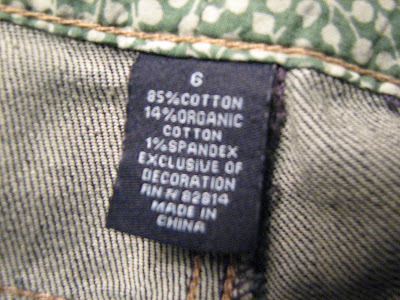 6
85%COTTON
14%ORGANIC
COTTON
1%SPANDEX
EXCLUSIVE OF
DECORATION
RN N 82814
MADE IN
CHINA